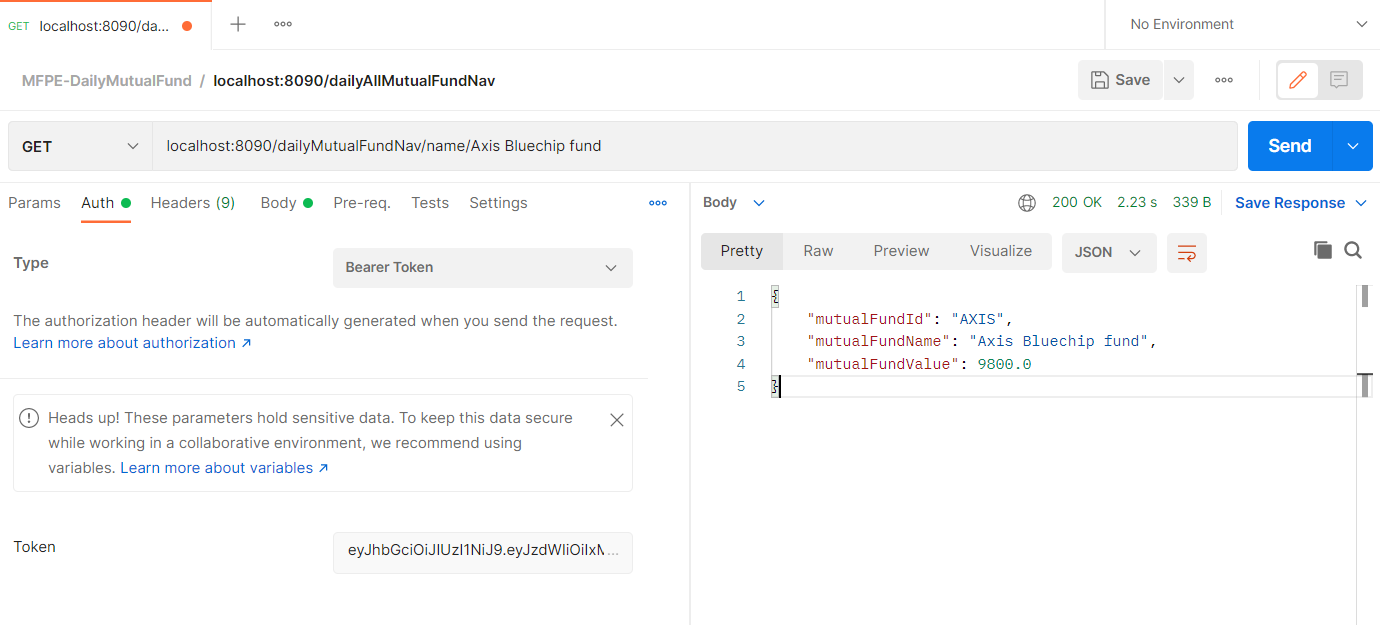 GET localhost:8090/da...
No Environment
MFPE-DailyMutualFund / localhost:8090/dailyAllMutualFundNav
Save
GET
localhost:8090/dailyMutualFundNav/name/Axis Bluechip fund
Send
Params Auth Headers (9) Body Pre-req. Tests Settings
Type
Bearer Token
The authorization header will be automatically generated when you send the request.
Learn more about authorization ↗
Heads up! These parameters hold sensitive data. To keep this data secure
while working in a collaborative environment, we recommend using
variables. Learn more about variables ↗
Token
eyJhbGciOiJIUzI1NiJ9.eyJzdWIiOiIxM...
Body
200 OK 2.23 s 339 B Save Response
Pretty Raw Preview Visualize JSON
1 {
2 "mutualFundId": "AXIS",
3 "mutualFundName": "Axis Bluechip fund",
4 "mutualFundValue": 9800.0
5 }